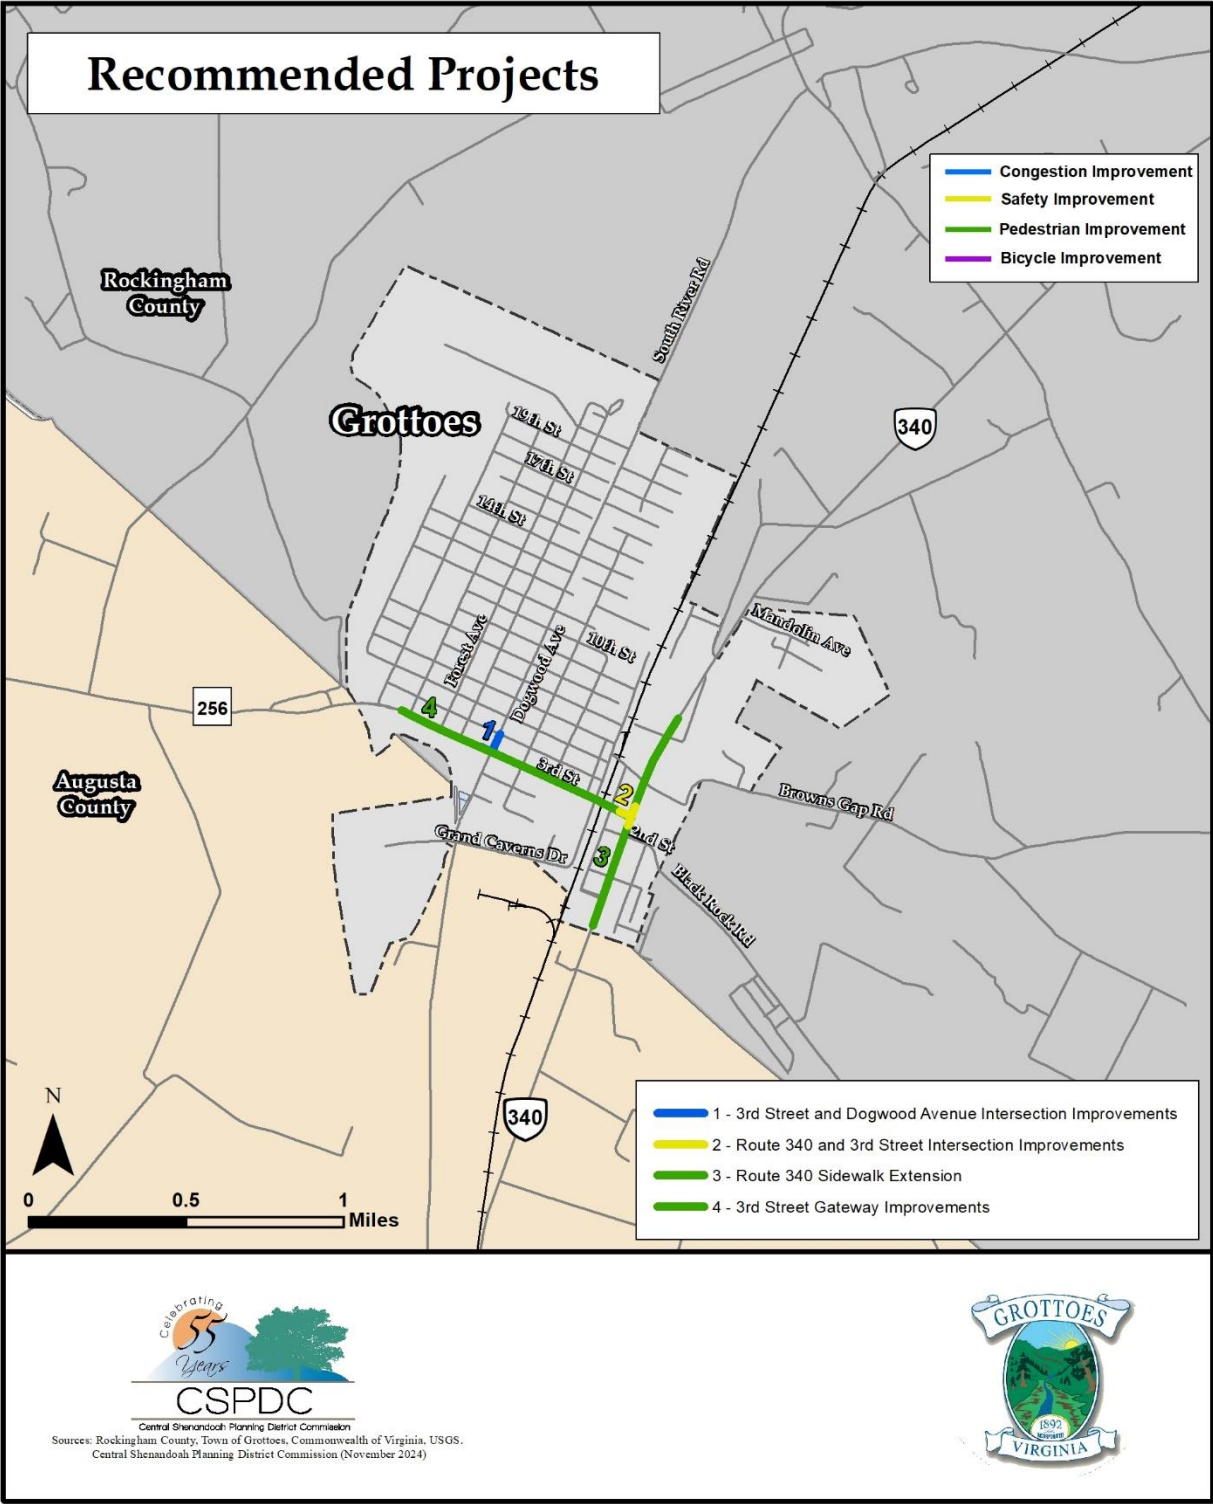 Recommended Projects
Congestion Improvement
Safety Improvement
Pedestrian Improvement
Bicycle Improvement
Rockingham
County
South River Rd
Grottoes
19th St
17th St
14th St
340
Forest Ave
Dogwood Ave
10th St
Mandolin Ave
256
4
1
3rd St
2
2nd St
Browns Gap Rd
Augusta
County
Grand Caverns Dr
3
Black Rock Rd
340
N
0 0.5 1
Miles
1 - 3rd Street and Dogwood Avenue Intersection Improvements
2 - Route 340 and 3rd Street Intersection Improvements
3 - Route 340 Sidewalk Extension
4 - 3rd Street Gateway Improvements
Celebrating
55
Years
CSPDC
Central Shenandoah Planning District Commission
Sources: Rockingham County, Town of Grottoes, Commonwealth of Virginia, USGS.
Central Shenandoah Planning District Commission (November 2024)
GROTTOES
1892
VIRGINIA